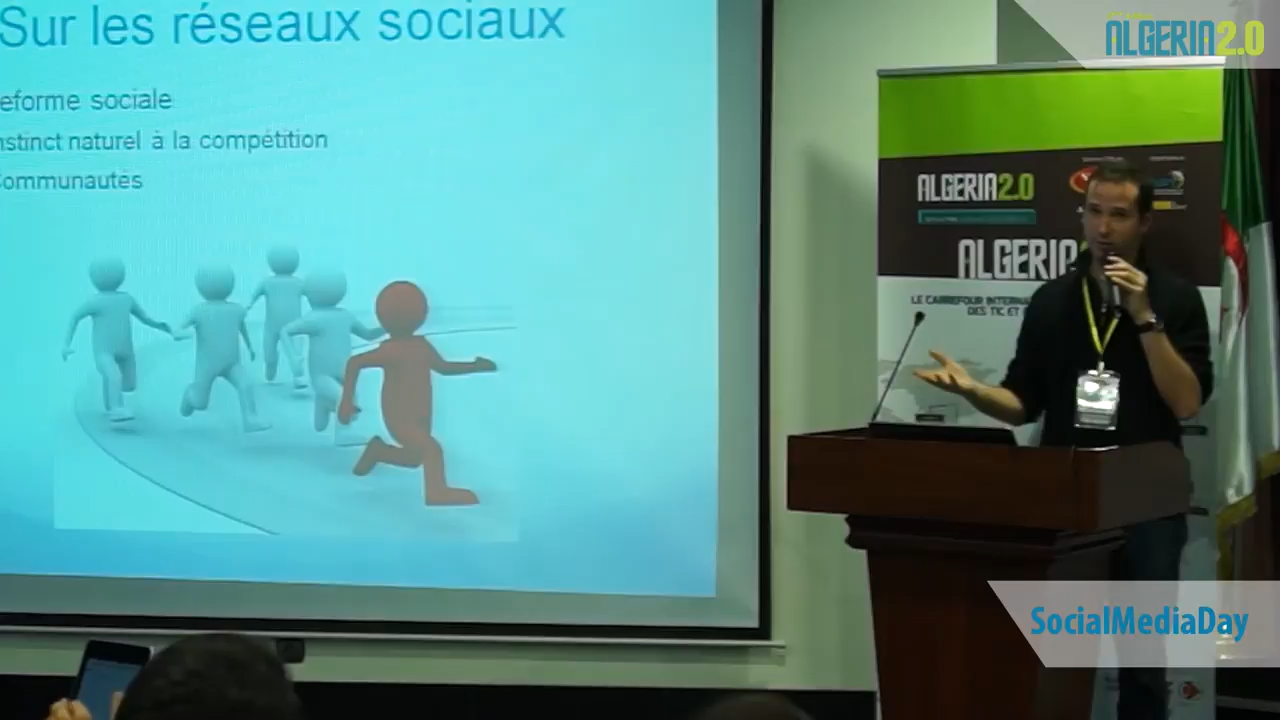 Sur les réseaux sociaux
eforme sociale
nstinct naturel à la compétition
Communautés
ALGERIA2.0
ALGERIA2.0
ALGERIA
LE CARREFOUR INTERNA
DES TIC ET
SocialMediaDay